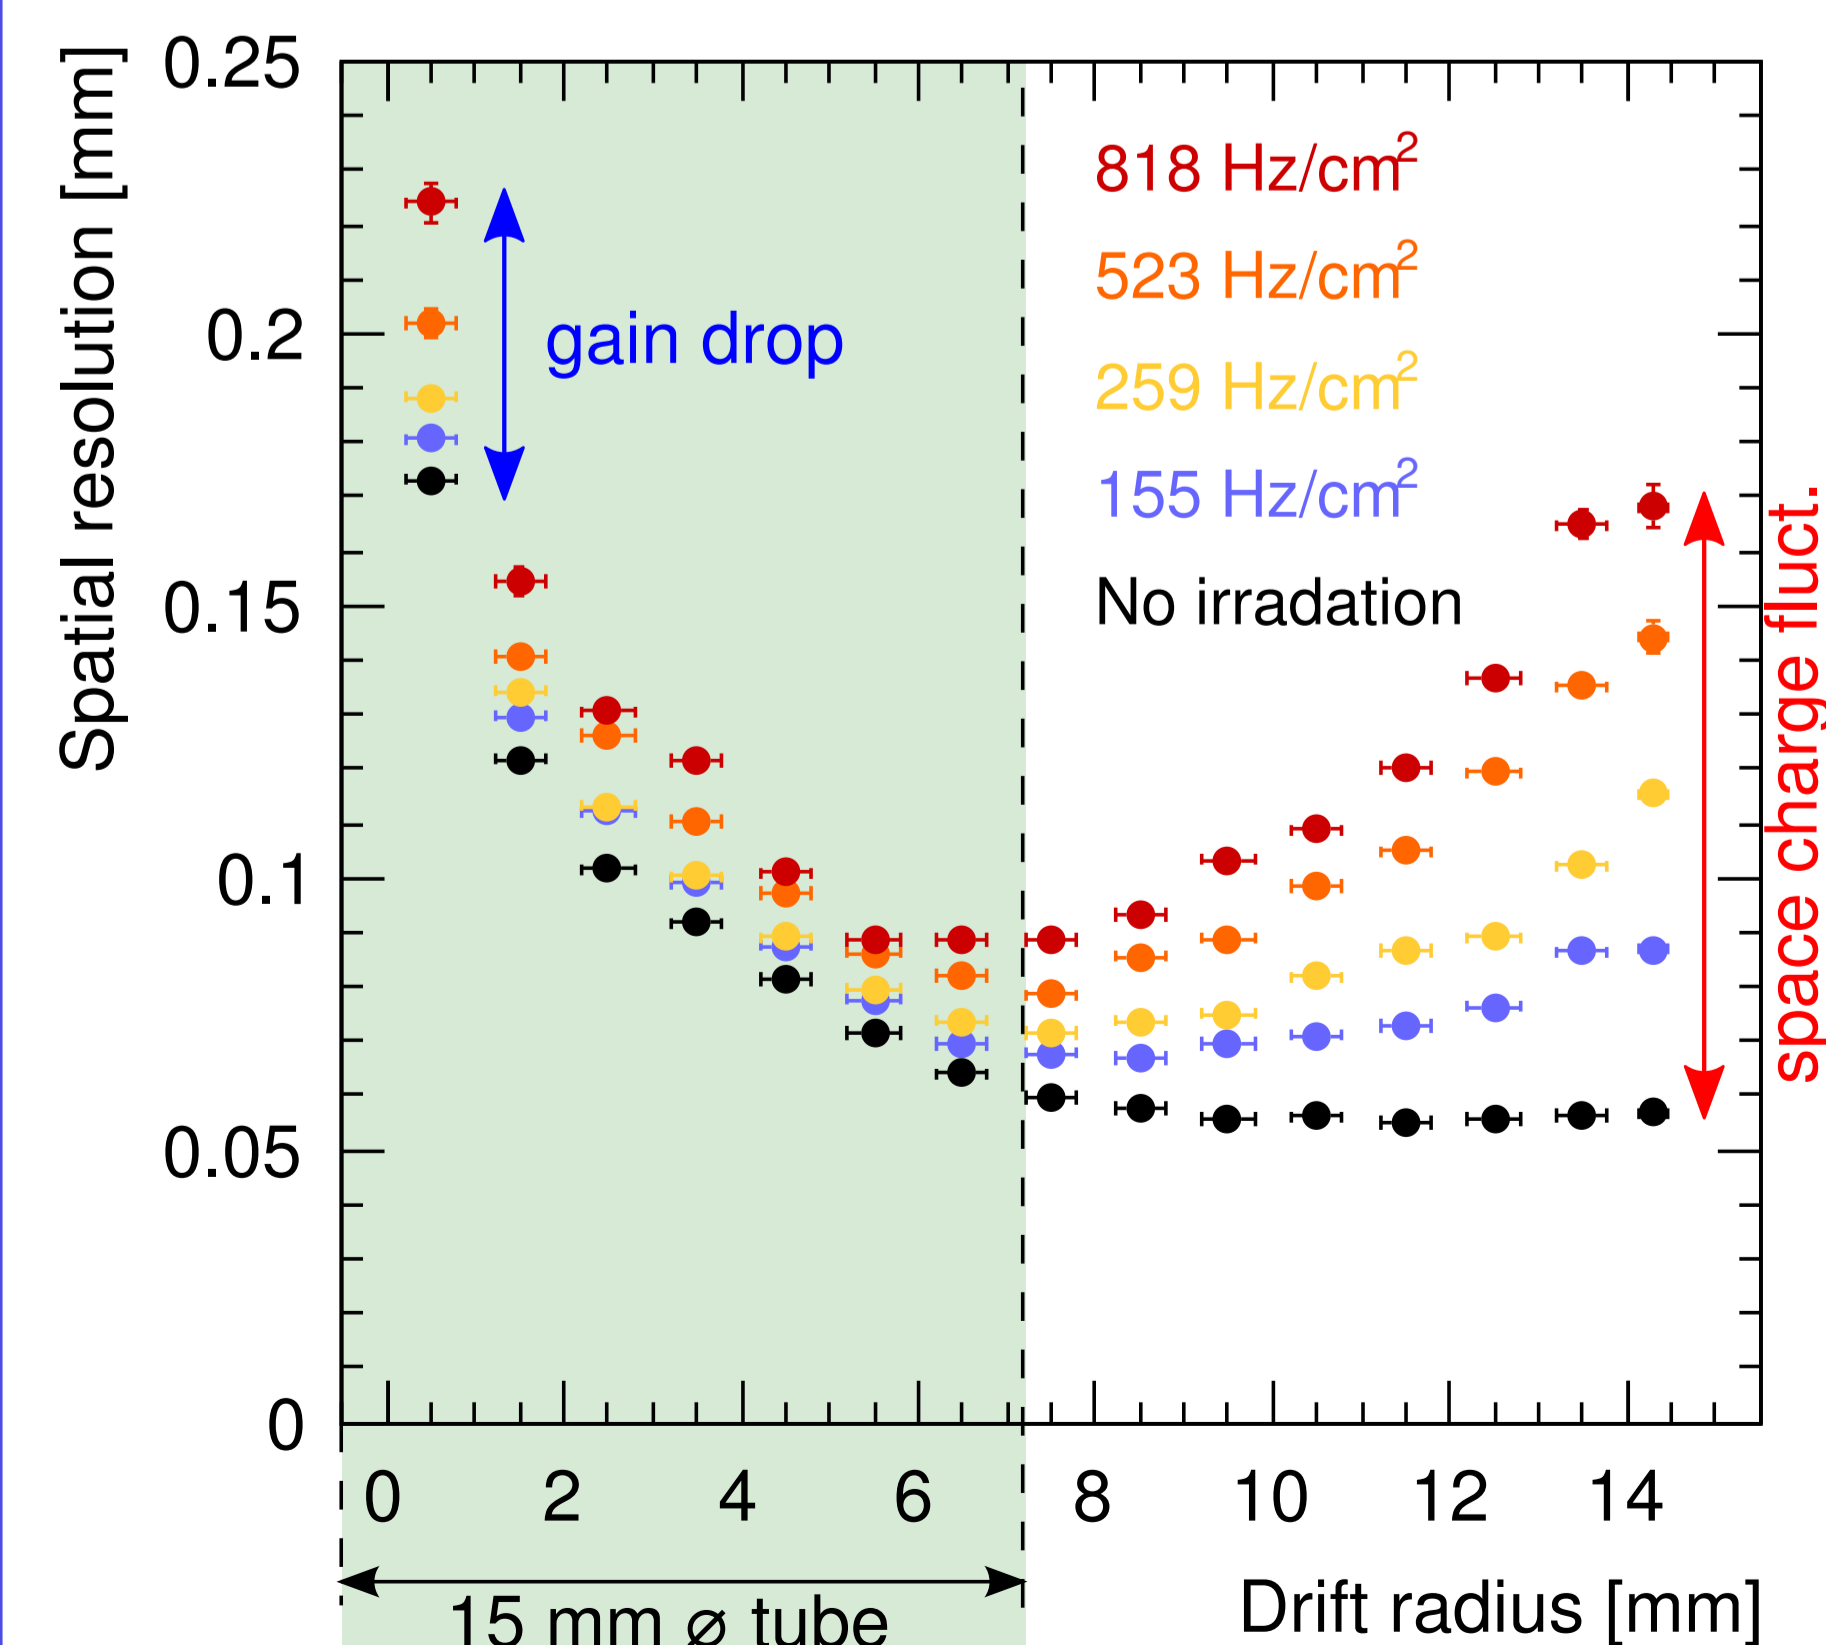 Spatial resolution [mm]
0.25
0.2
0.15
0.1
0.05
0
gain drop
818 Hz/cm²
523 Hz/cm²
259 Hz/cm²
155 Hz/cm²
No irradation
space charge fluct.
0 2 4 6 8 10 12 14
15 mm ⌀ tube
Drift radius [mm]